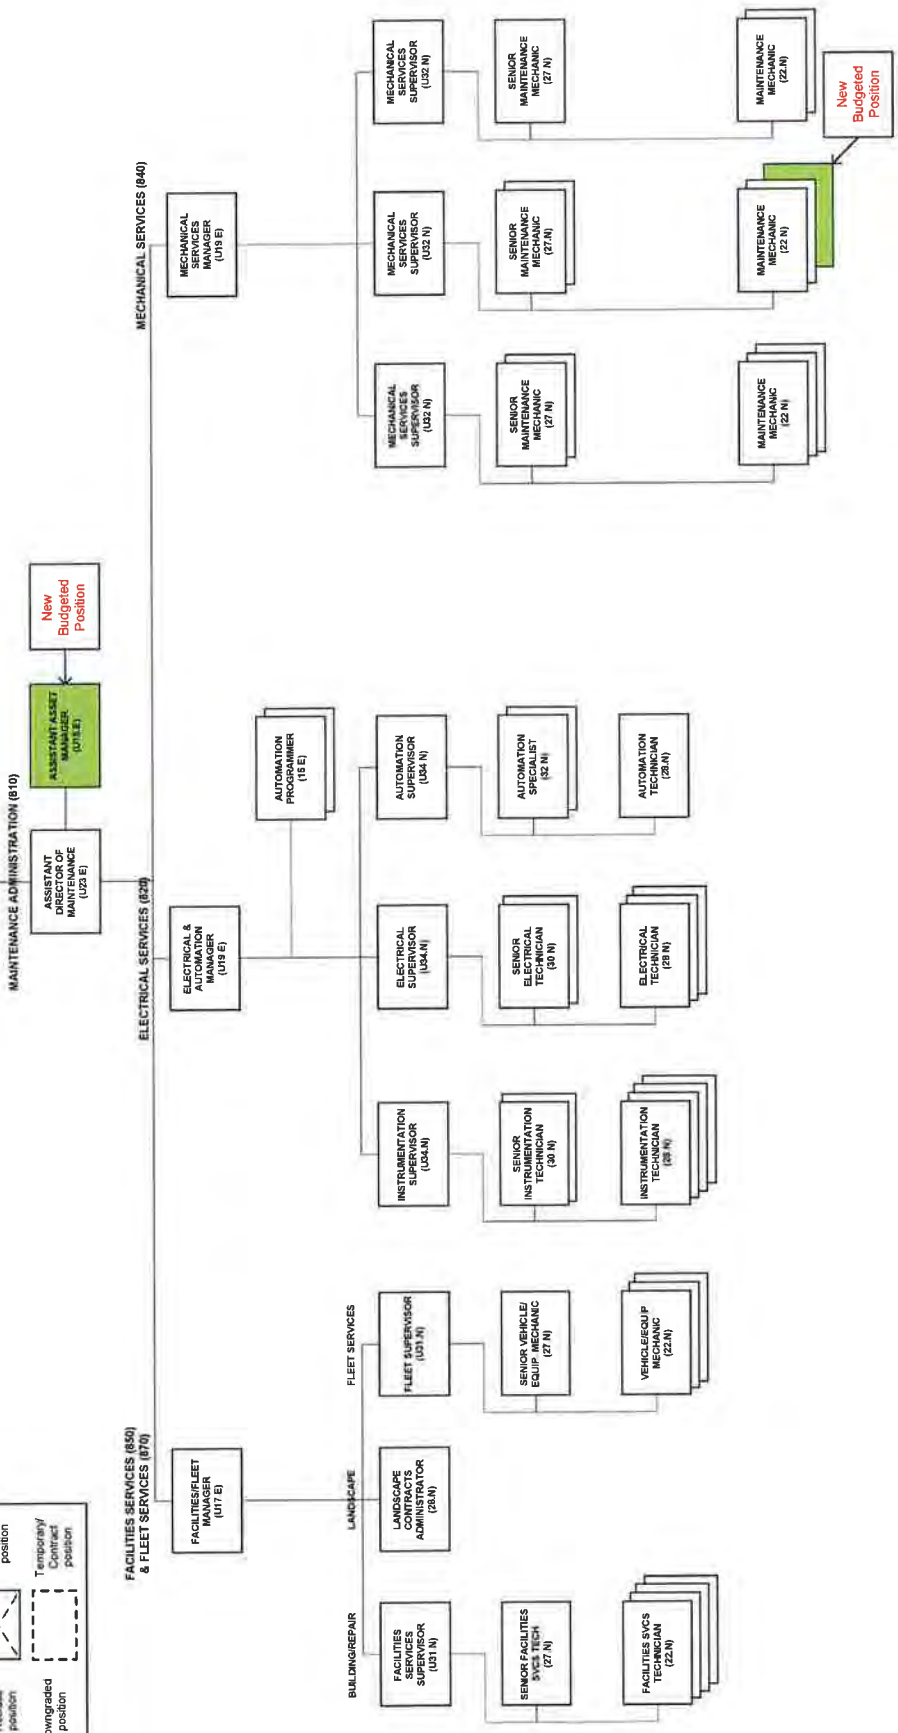 MAINTENANCE ADMINISTRATION (810)
ASSISTANT
DIRECTOR OF
MAINTENANCE
(U23 E)
ASSISTANT ASSET
MANAGER
(U18.E)
New
Budgeted
Position
position
Temporary/
Contract
position
position
position
FACILITIES SERVICES (850)
& FLEET SERVICES (870)
ELECTRICAL SERVICES (820)
MECHANICAL SERVICES (840)
FACILITIES/FLEET
MANAGER
(U17 E)
ELECTRICAL &
AUTOMATION
MANAGER
(U19 E)
MECHANICAL
SERVICES
MANAGER
(U19 E)
AUTOMATION
PROGRAMMER
(15 E)
BUILDING/REPAIR
LANDSCAPE
FLEET SERVICES
FACILITIES
SERVICES
SUPERVISOR
(U31 N)
LANDSCAPE
CONTRACTS
ADMINISTRATOR
(28.N)
FLEET SUPERVISOR
(U31.N)
INSTRUMENTATION
SUPERVISOR
(U34.N)
ELECTRICAL
SUPERVISOR
(U34.N)
AUTOMATION
SUPERVISOR
(U34 N)
MECHANICAL
SERVICES
SUPERVISOR
(U32 N)
MECHANICAL
SERVICES
SUPERVISOR
(U32 N)
MECHANICAL
SERVICES
SUPERVISOR
(U32 N)
SENIOR FACILITIES
SVCS TECH
(27.N)
SENIOR VEHICLE/
EQUIP. MECHANIC
(27 N)
SENIOR
INSTRUMENTATION
TECHNICIAN
(30 N)
SENIOR
ELECTRICAL
TECHNICIAN
(30 N)
AUTOMATION
SPECIALIST
(32 N)
SENIOR
MAINTENANCE
MECHANIC
(27 N)
SENIOR
MAINTENANCE
MECHANIC
(27.N)
SENIOR
MAINTENANCE
MECHANIC
(27 N)
FACILITIES SVCS
TECHNICIAN
(22.N)
VEHICLE/EQUIP
MECHANIC
(22.N)
INSTRUMENTATION
TECHNICIAN
(28 N)
ELECTRICAL
TECHNICIAN
(28 N)
AUTOMATION
TECHNICIAN
(28.N)
MAINTENANCE
MECHANIC
(22 N)
MAINTENANCE
MECHANIC
(22 N)
MAINTENANCE
MECHANIC
(22.N)
New
Budgeted
Position